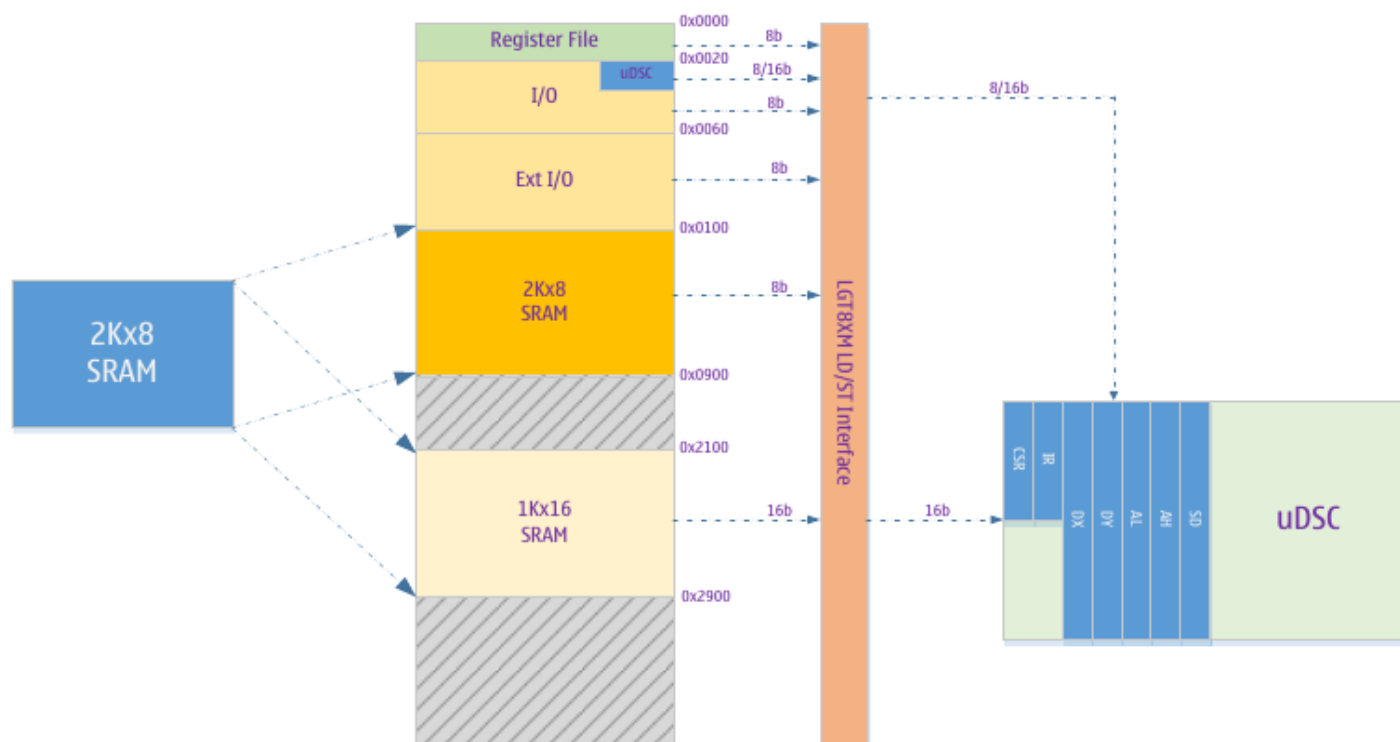 0x0000
Register File
8b
0x0020
uDSC
8/16b
I/O
8b
8/16b
0x0060
Ext I/O
8b
0x0100
2Kx8
SRAM
2Kx8
SRAM
8b
LGT8XM LD/ST Interface
0x0900
0x2100
1Kx16
SRAM
16b
16b
CSR
IR
DX
DY
AL
AH
SD
uDSC
0x2900